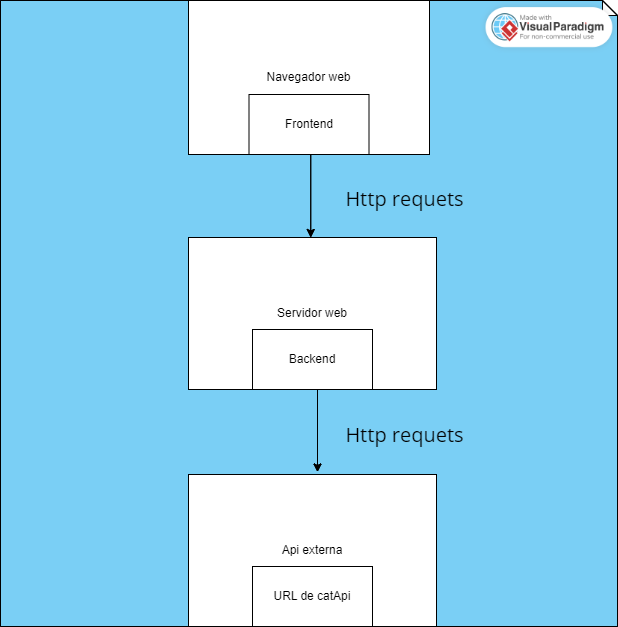 Made with
Visual Paradigm
For non-commercial use
Navegador web
Frontend
Http requets
Servidor web
Backend
Http requets
Api externa
URL de catApi